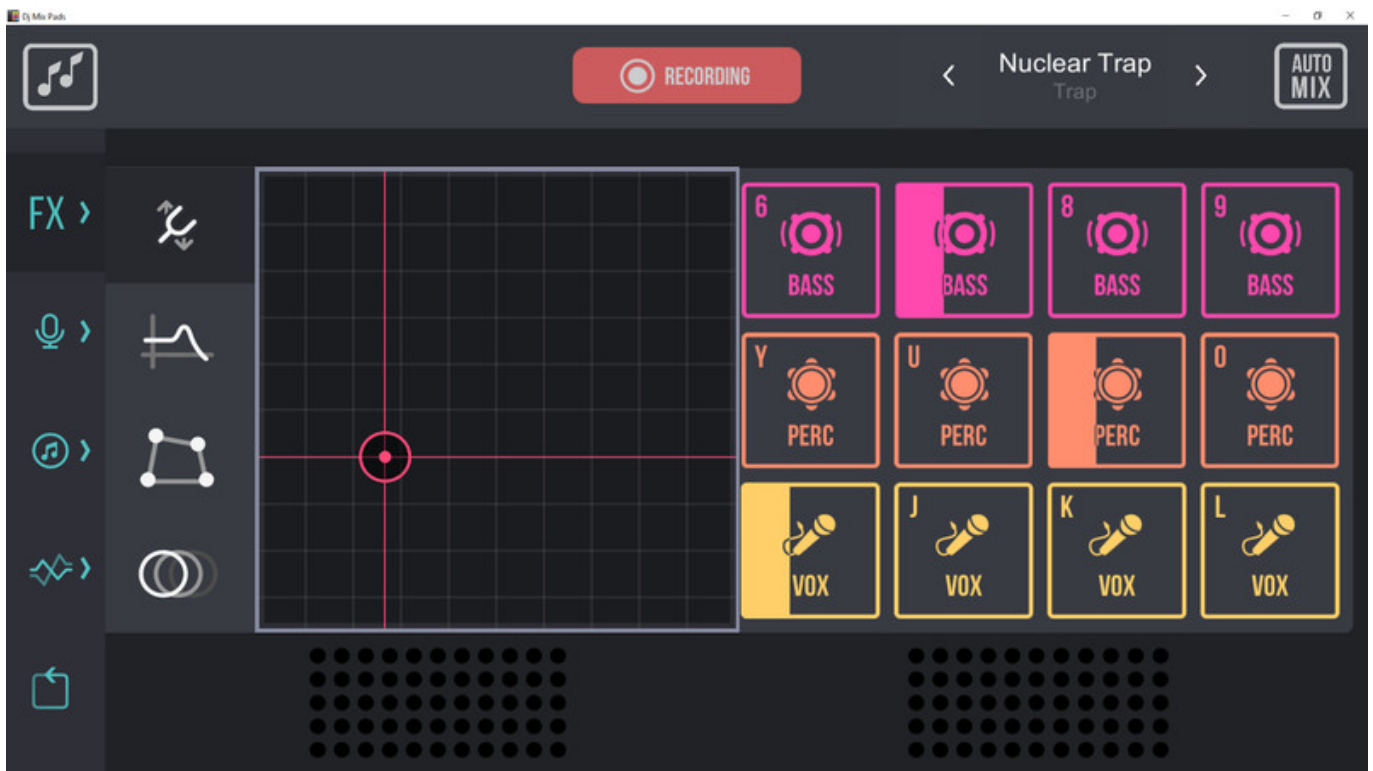 Dj Mix Pads
RECORDING
Nuclear Trap
Trap
AUTO
MIX
FX
6
BASS
BASS
8
BASS
9
BASS
Y
PERC
U
PERC
PERC
O
PERC
VOX
J
VOX
K
VOX
L
VOX